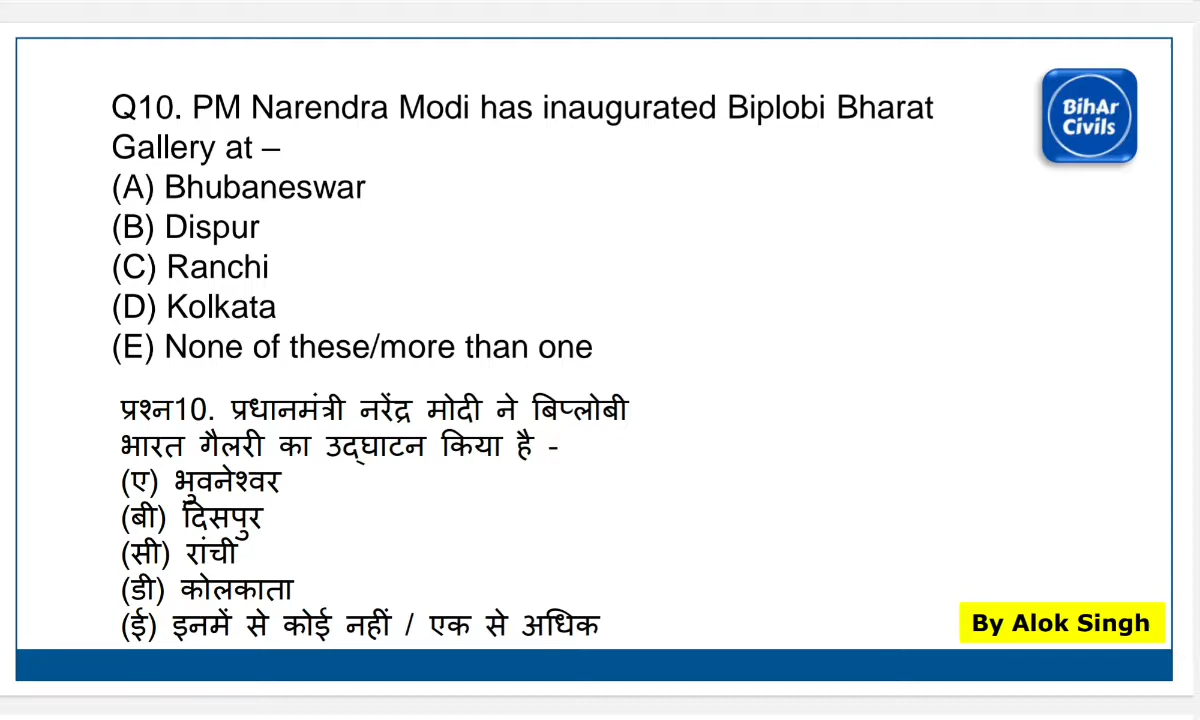 Q10. PM Narendra Modi has inaugurated Biplobi Bharat
Gallery at –
(A) Bhubaneswar
(B) Dispur
(C) Ranchi
(D) Kolkata
(E) None of these/more than one
BihAr
Civils
प्रश्न10. प्रधानमंत्री नरेंद्र मोदी ने बिप्लोबी
भारत गैलरी का उद्घाटन किया है -
(ए) भुवनेश्वर
(बी) दिसपुर
(सी) रांची
(डी) कोलकाता
(ई) इनमें से कोई नहीं / एक से अधिक
By Alok Singh